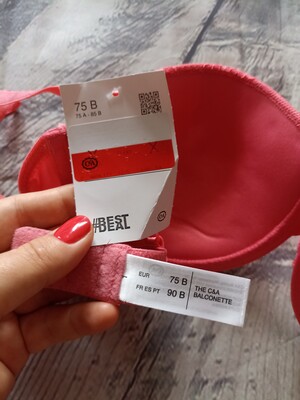 75 B
75 A - 85 B
C&A
#BEST
DEAL
EUR 75 B
FR ES PT 90 B
THE C&A
BALCONETTE